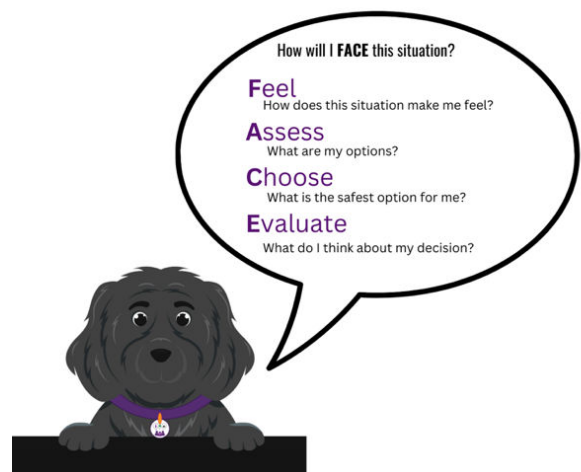 How will I FACE this situation?
Feel
How does this situation make me feel?
Assess
What are my options?
Choose
What is the safest option for me?
Evaluate
What do I think about my decision?